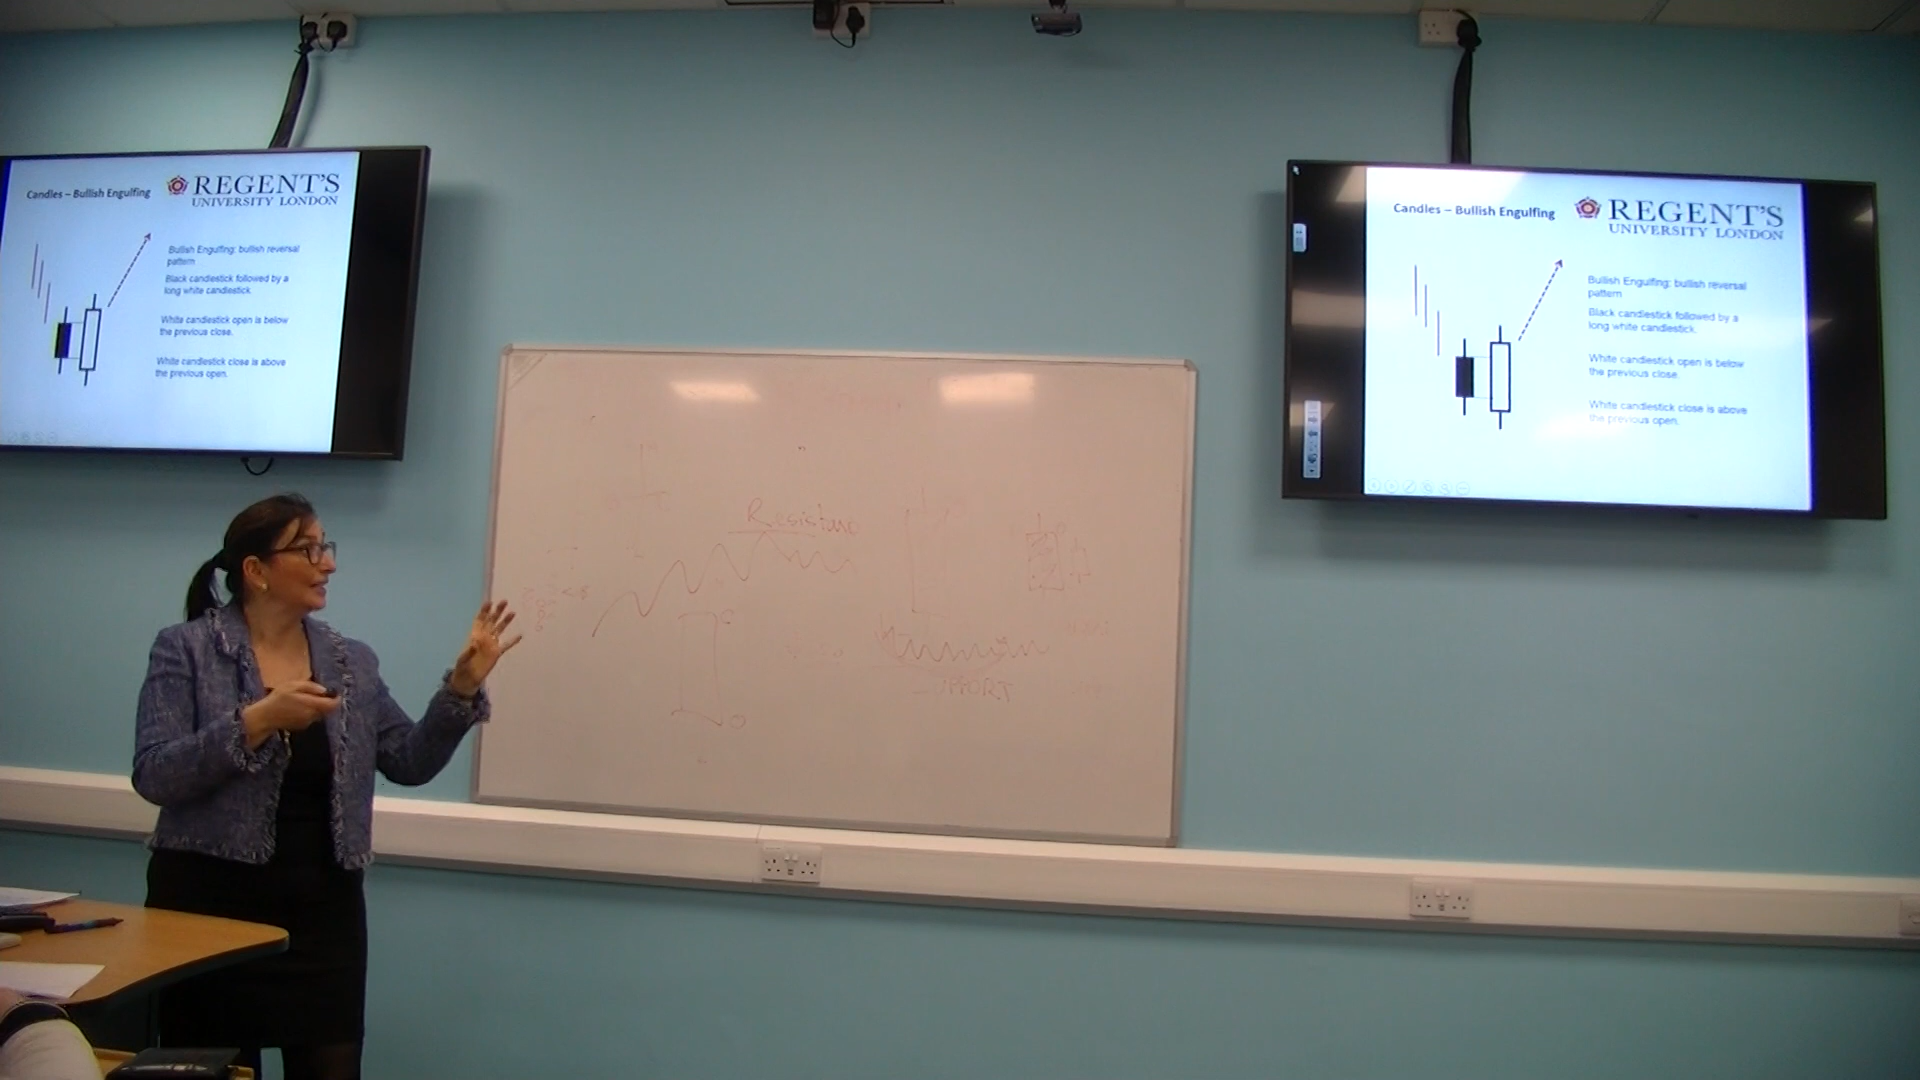 Candles – Bullish Engulfing
REGENT'S
UNIVERSITY LONDON
Bullish Engulfing: bullish reversal
pattern
Black candlestick followed by a
long white candlestick
White candlestick open is below
the previous close.
White candlestick close is above
the previous open.
Resistanc
Candles – Bullish Engulfing
REGENT'S
UNIVERSITY LONDON
Bullish Engulfing: bullish reversal
pattern
Black candlestick followed by a
long white candlestick.
White candlestick open is below
the previous close.
White candlestick close is above
the previous open.